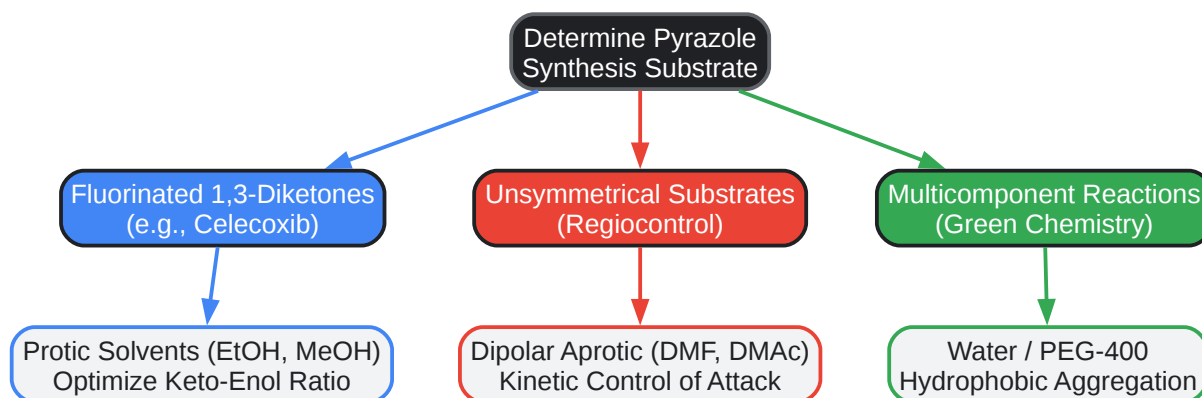 Determine Pyrazole
Synthesis Substrate
Fluorinated 1,3-Diketones
(e.g., Celecoxib)
Unsymmetrical Substrates
(Regiocontrol)
Multicomponent Reactions
(Green Chemistry)
Protic Solvents (EtOH, MeOH)
Optimize Keto-Enol Ratio
Dipolar Aprotic (DMF, DMAc)
Kinetic Control of Attack
Water / PEG-400
Hydrophobic Aggregation